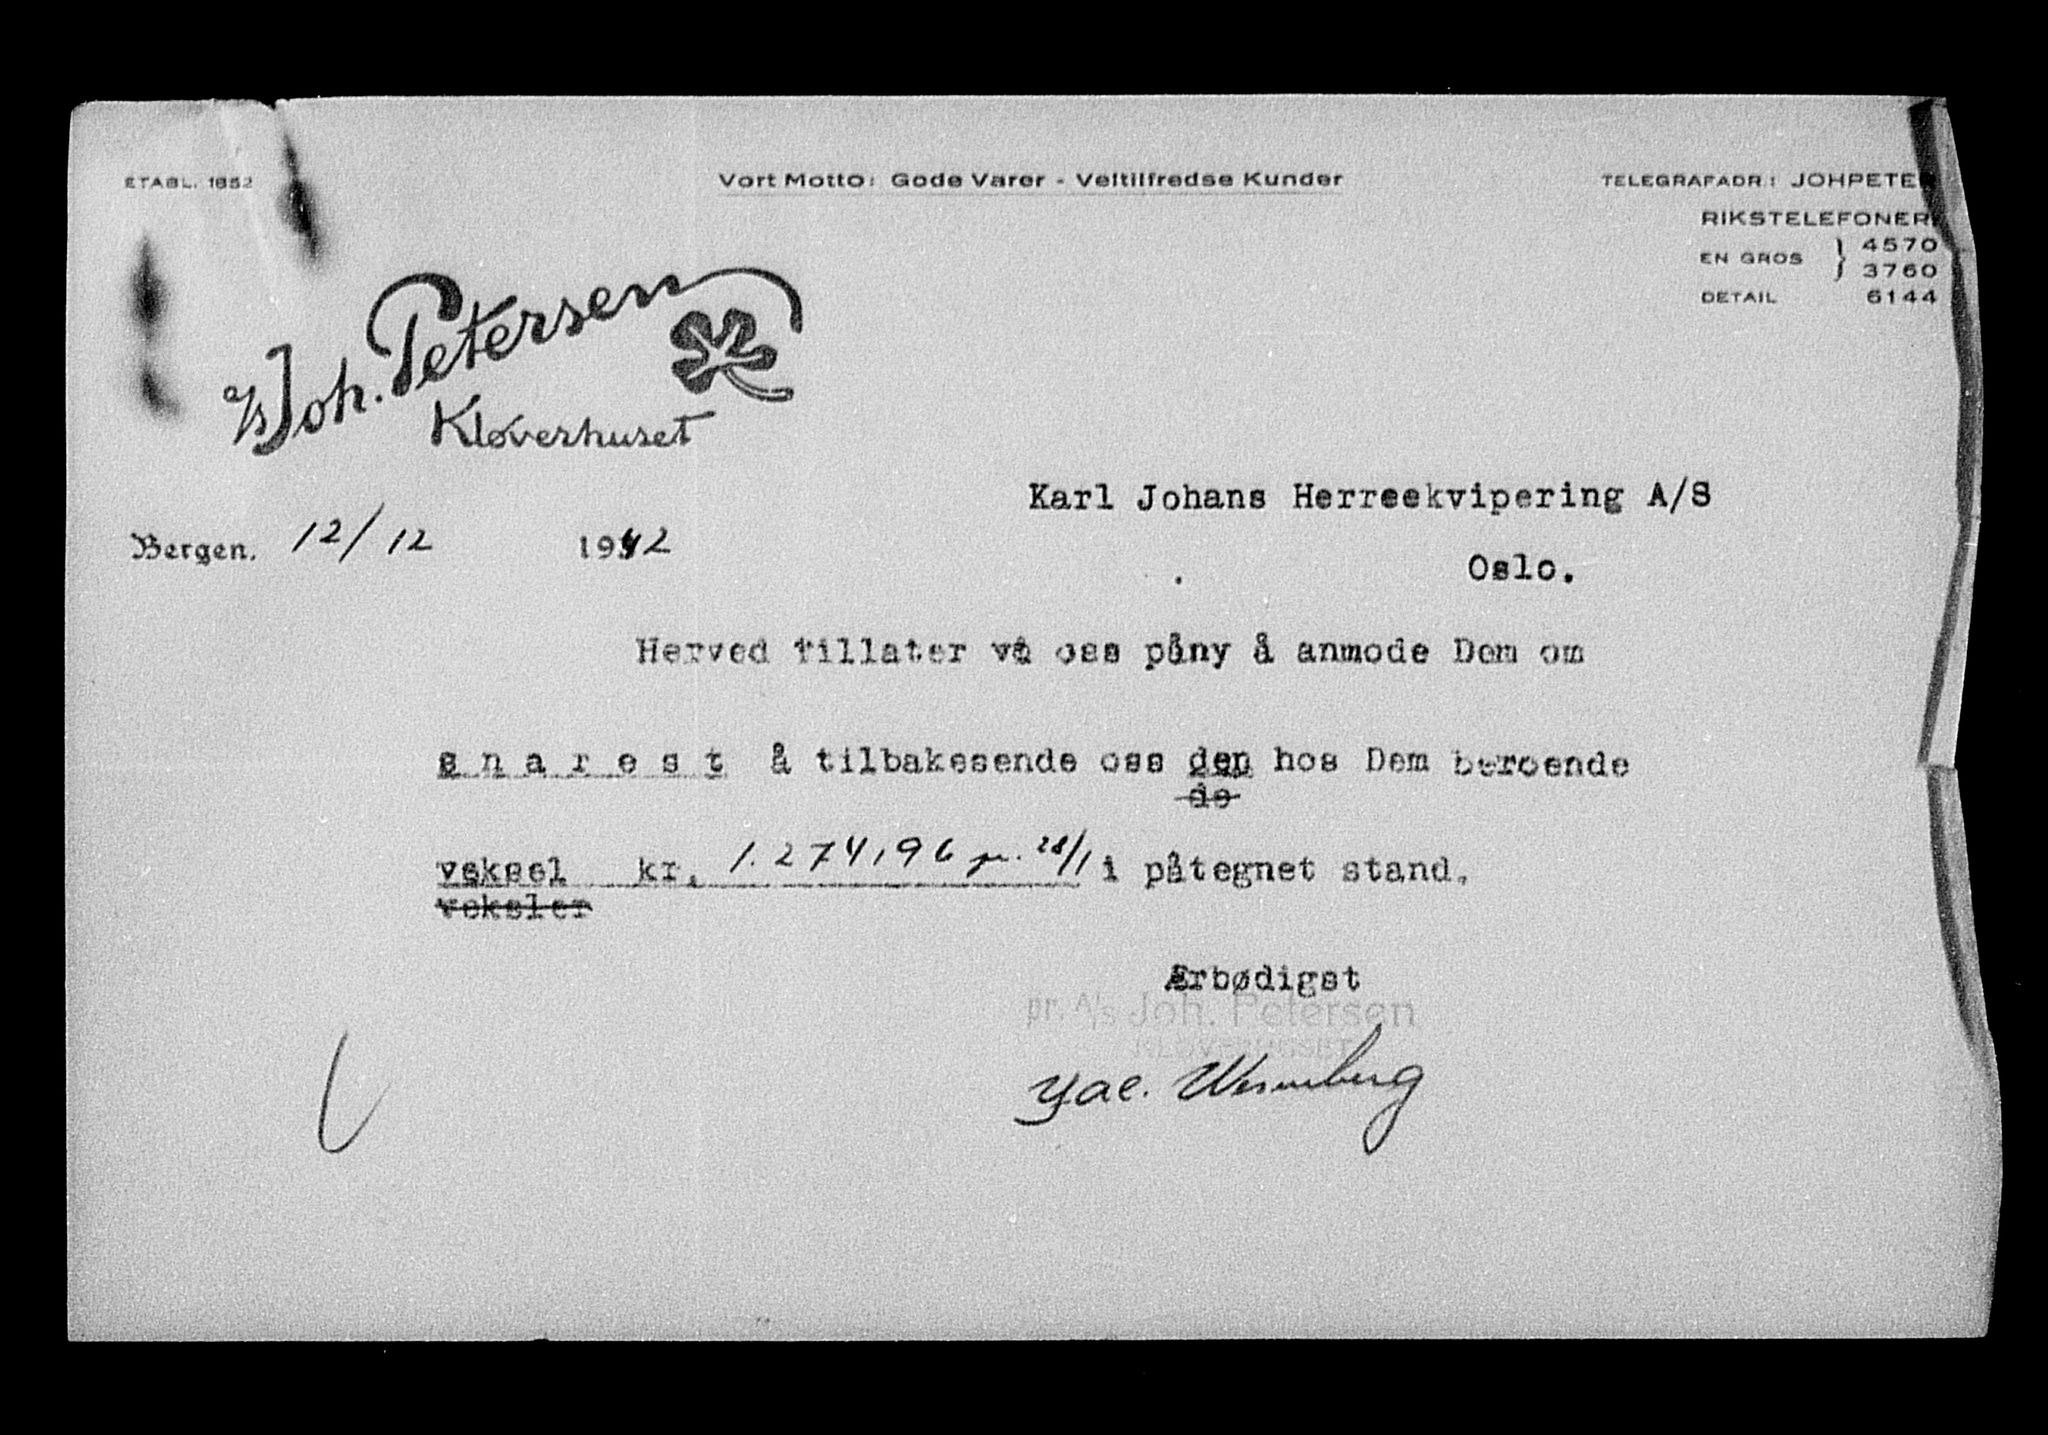 ETABL. 1852
Vort Motto: Gode Varer - Veltilfredse Kunder
TELEGRAFADR.: JOHPETER
RIKSTELEFONER
EN GROS } 4570
3760
DETAIL 6144
A/S Joh. Petersen
Kløverhuset
Karl Johans Herreekvipering A/S
Bergen. 12/12 1942
Oslo.
Herved tillater vi oss påny å anmode Dem om
s n a r e s t å tilbakesende oss den hos Dem beroende
de
veksel kr. 1.274,96 pr. 28/1 i påtegnet stand.
veksler
Ærbødigst
pr. A/S Joh. Petersen
KLØVERHUSET